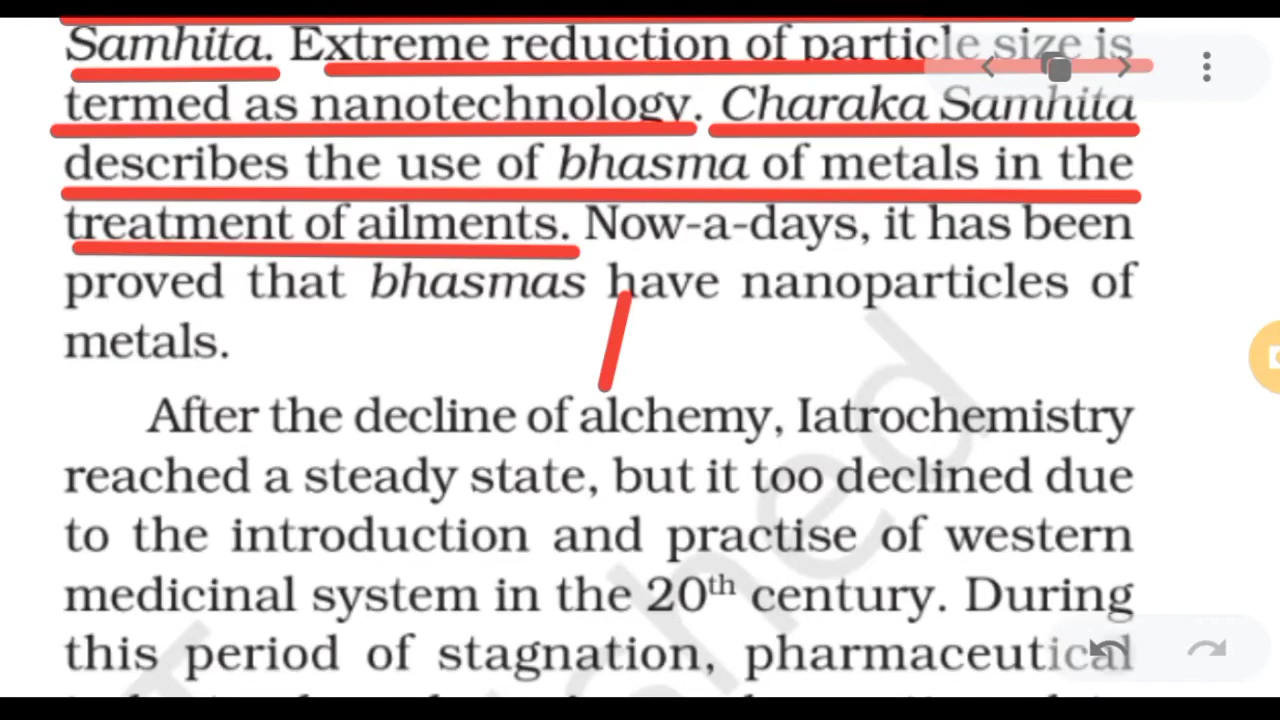 Samhita. Extreme reduction of particle size is
termed as nanotechnology. Charaka Samhita
describes the use of bhasma of metals in the
treatment of ailments. Now-a-days, it has been
proved that bhasmas have nanoparticles of
metals.
After the decline of alchemy, Iatrochemistry
reached a steady state, but it too declined due
to the introduction and practise of western
medicinal system in the 20th century. During
this period of stagnation, pharmaceutical